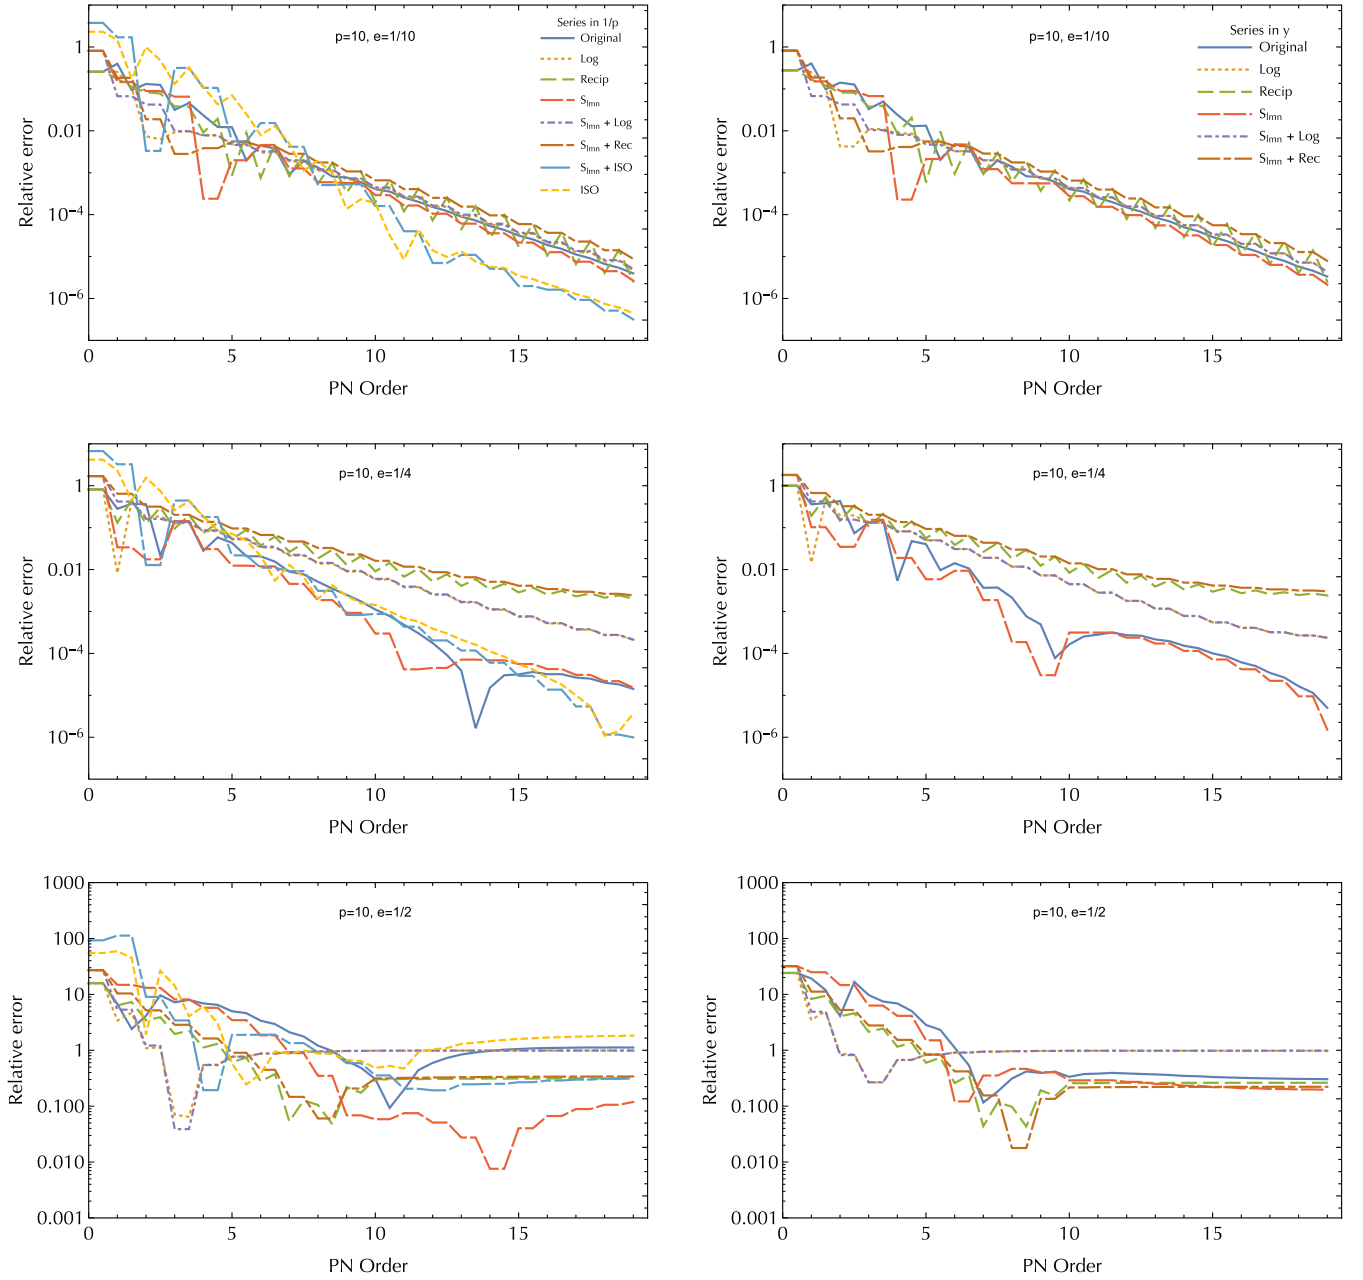 p=10, e=1/10
Series in 1/p
Original
Log
Recip
Slmn
Slmn + Log
Slmn + Rec
Slmn + ISO
ISO
1
0.01
10⁻⁴
10⁻⁶
0
5
10
15
Relative error
PN Order
p=10, e=1/10
Series in y
Original
Log
Recip
Slmn
Slmn + Log
Slmn + Rec
1
0.01
10⁻⁴
10⁻⁶
0
5
10
15
Relative error
PN Order
p=10, e=1/4
1
0.01
10⁻⁴
10⁻⁶
0
5
10
15
Relative error
PN Order
p=10, e=1/4
1
0.01
10⁻⁴
10⁻⁶
0
5
10
15
Relative error
PN Order
p=10, e=1/2
1000
100
10
1
0.100
0.010
0.001
0
5
10
15
Relative error
PN Order
p=10, e=1/2
1000
100
10
1
0.100
0.010
0.001
0
5
10
15
Relative error
PN Order